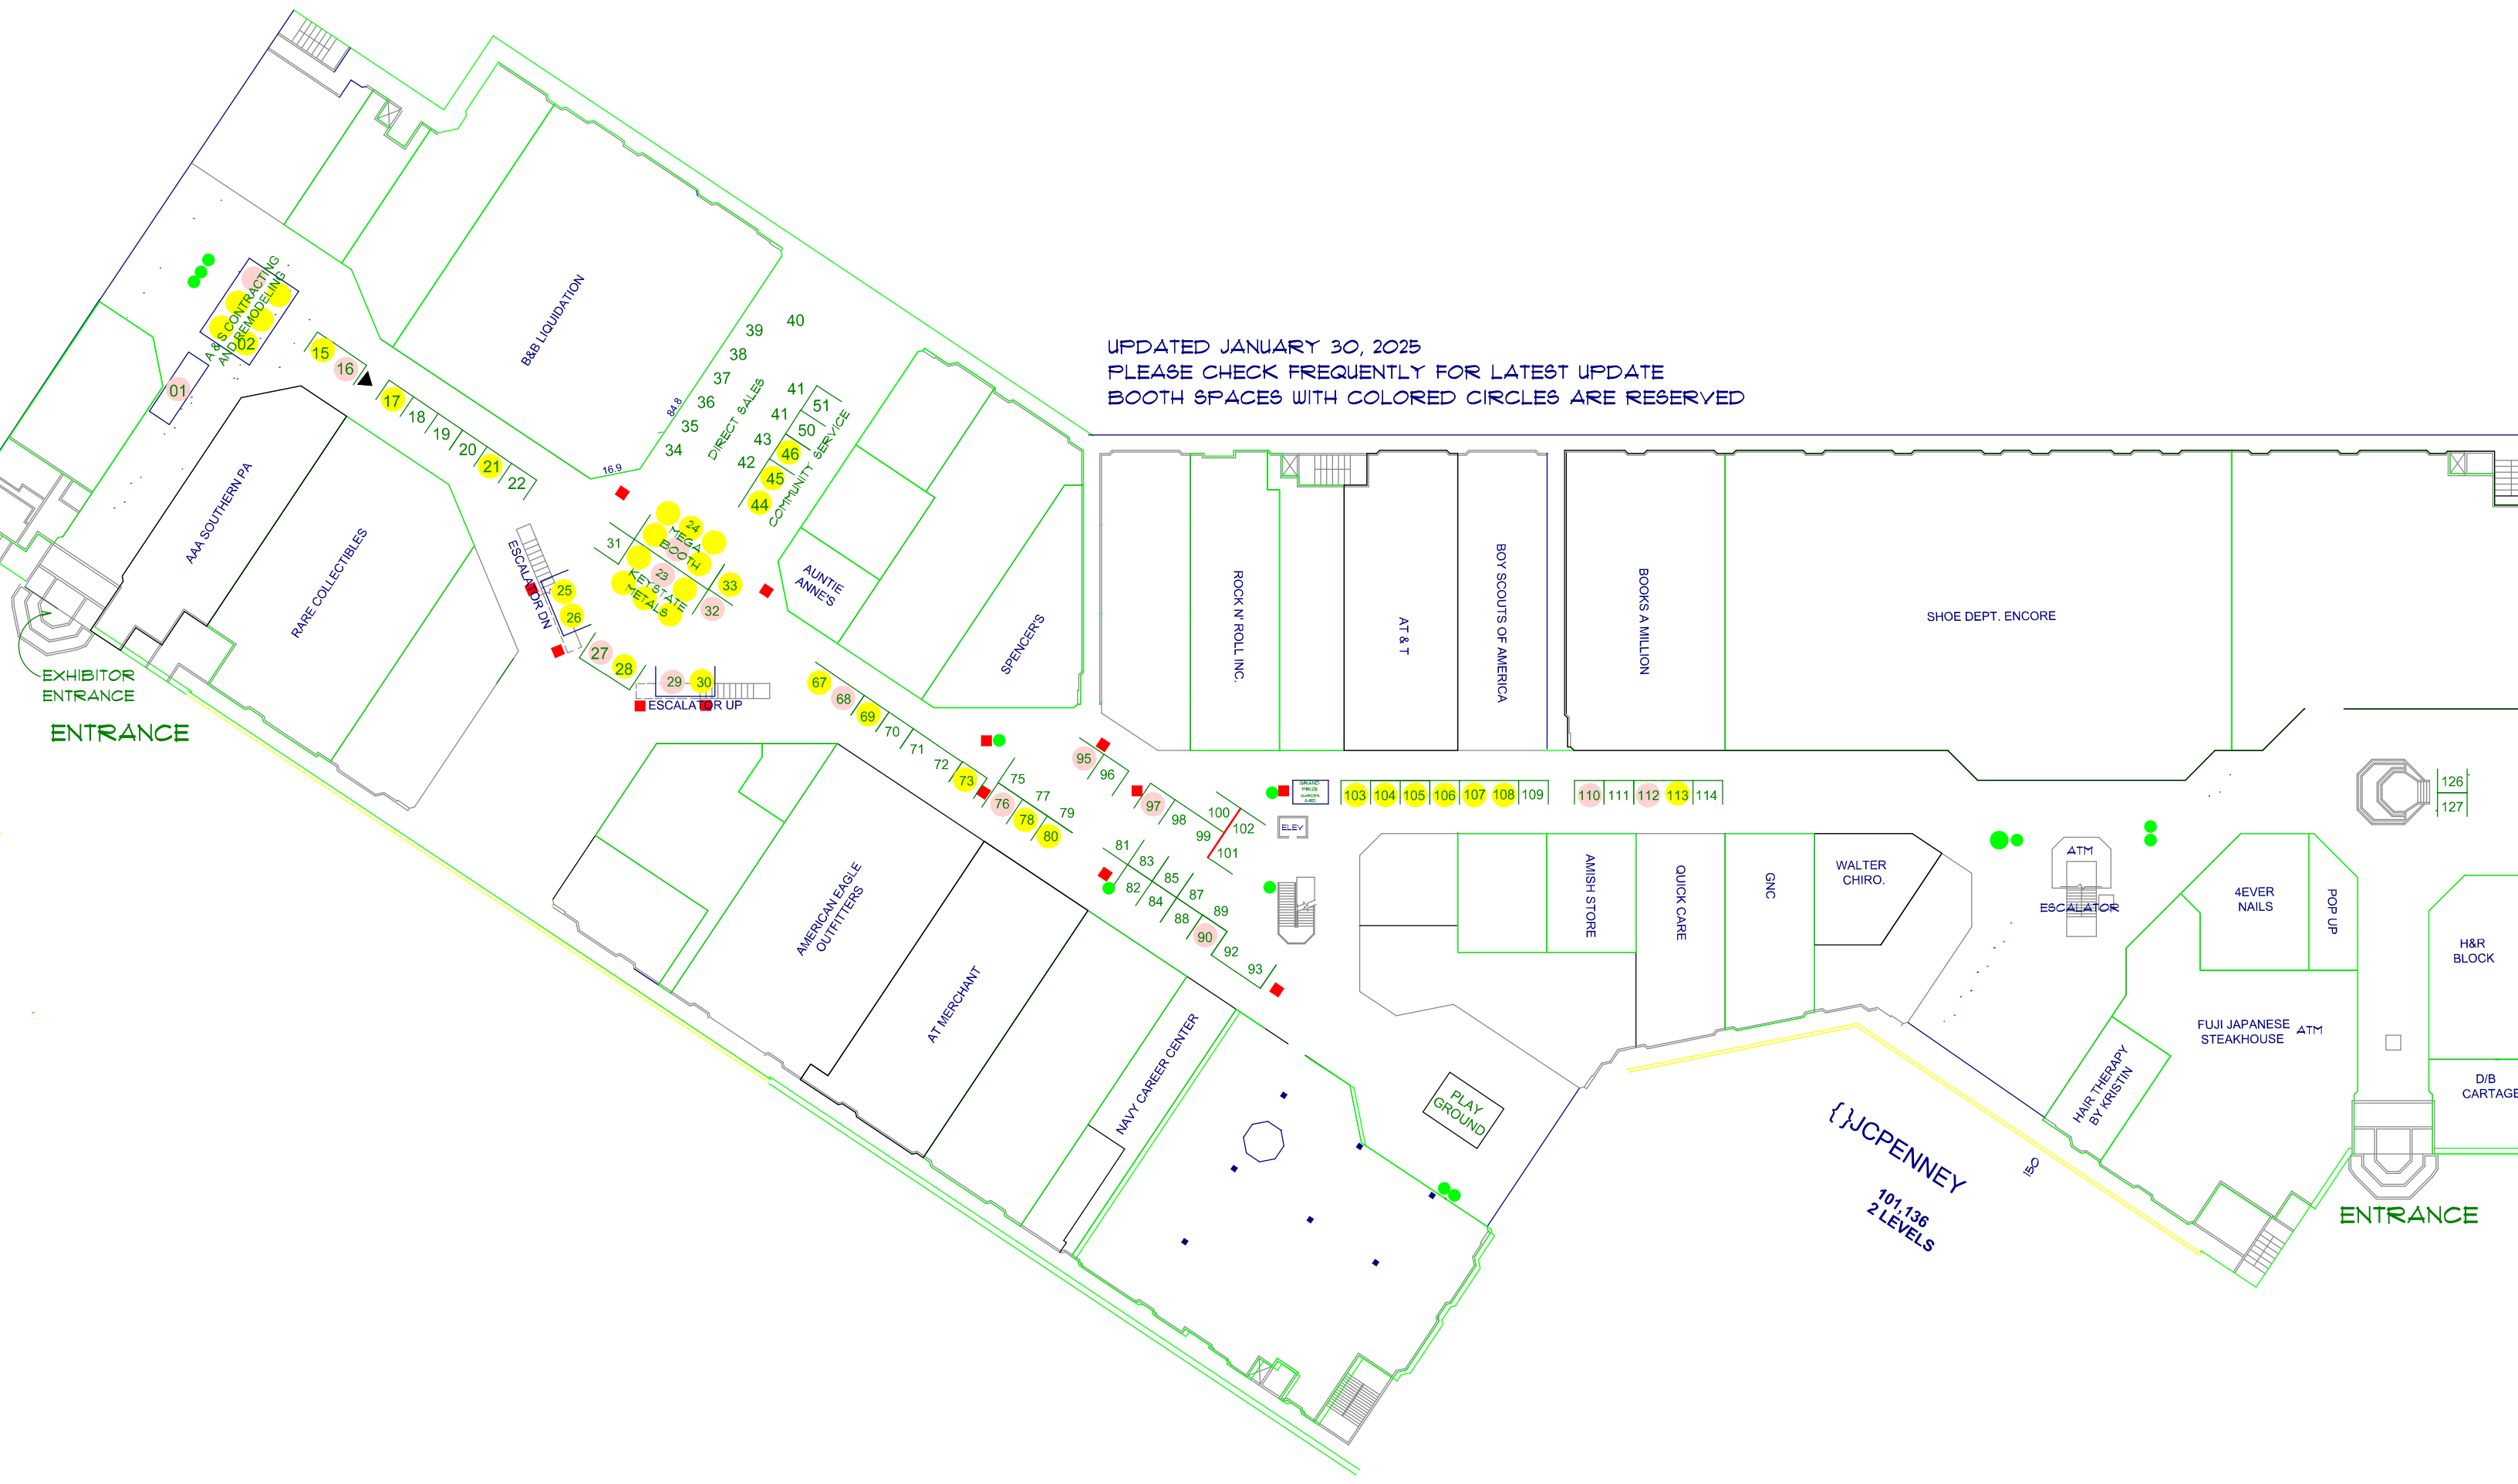 UPDATED JANUARY 30, 2025
PLEASE CHECK FREQUENTLY FOR LATEST UPDATE
BOOTH SPACES WITH COLORED CIRCLES ARE RESERVED
A & S CONTRACTING
AND REMODELING
02
01
15
16
17
18
19
20
21
22
B&B LIQUIDATION
84.8
16.9
AAA SOUTHERN PA
RARE COLLECTIBLES
EXHIBITOR
ENTRANCE
ENTRANCE
40
39
38
37
36
35
34
DIRECT SALES
41
41
43
42
51
50
46
45
44
COMMUNITY SERVICE
31
24
MEGA
BOOTH
23
KEYSTATE
METALS
33
32
ESCALATOR DN
25
26
27
28
29
30
ESCALATOR UP
AUNTIE
ANNE'S
SPENCER'S
67
68
69
70
71
72
73
75
76
77
78
79
80
81
82
83
84
85
87
88
89
90
92
93
95
96
97
98
99
100
101
102
GRAND
PRIZE
ELEV
103
104
105
106
107
108
109
110
111
112
113
114
126
127
ROCK N' ROLL INC.
AT & T
BOY SCOUTS OF AMERICA
BOOKS A MILLION
SHOE DEPT. ENCORE
AMERICAN EAGLE
OUTFITTERS
AT MERCHANT
NAVY CAREER CENTER
PLAY
GROUND
AMISH STORE
QUICK CARE
GNC
WALTER
CHIRO.
ATM
ESCALATOR
4EVER
NAILS
POP UP
H&R
BLOCK
FUJI JAPANESE
STEAKHOUSE
ATM
HAIR THERAPY
BY KRISTIN
D/B
CARTAGE
{ }JCPENNEY
101,136
2 LEVELS
150
ENTRANCE